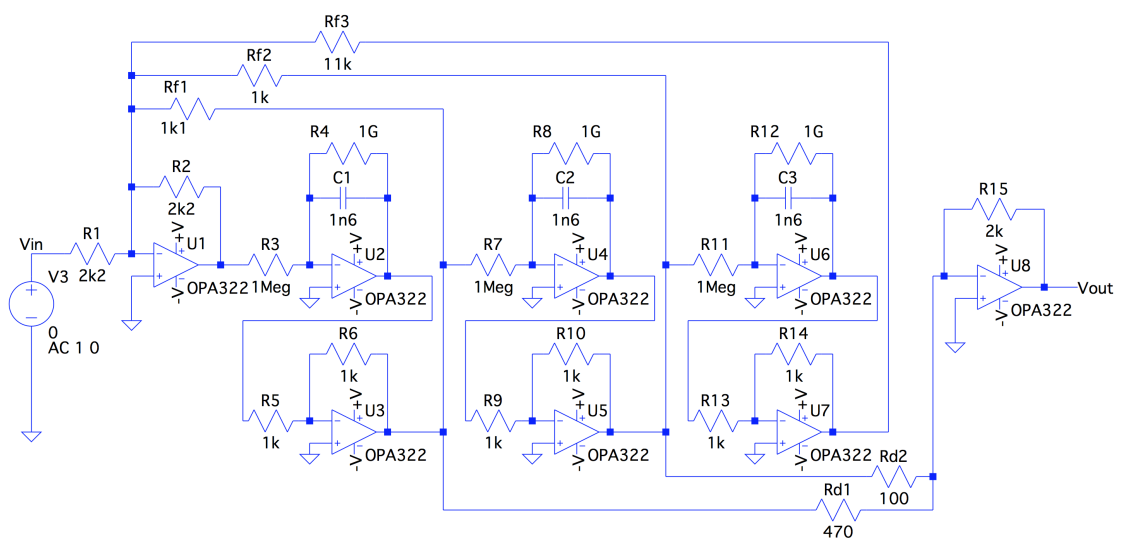 Rf3
11k
Rf2
1k
Rf1
1k1
R4 1G
R8 1G
R12 1G
C1
1n6
C2
1n6
C3
1n6
R2
2k2
R15
2k
Vin
R1
2k2
V3
0
AC 1 0
+V
U1
-V
OPA322
R3
1Meg
+V
U2
-V
OPA322
R7
1Meg
+V
U4
-V
OPA322
R11
1Meg
+V
U6
-V
OPA322
+V
U8
-V
OPA322
Vout
R6
1k
R10
1k
R14
1k
R5
1k
+V
U3
-V
OPA322
R9
1k
+V
U5
-V
OPA322
R13
1k
+V
U7
-V
OPA322
Rd2
100
Rd1
470